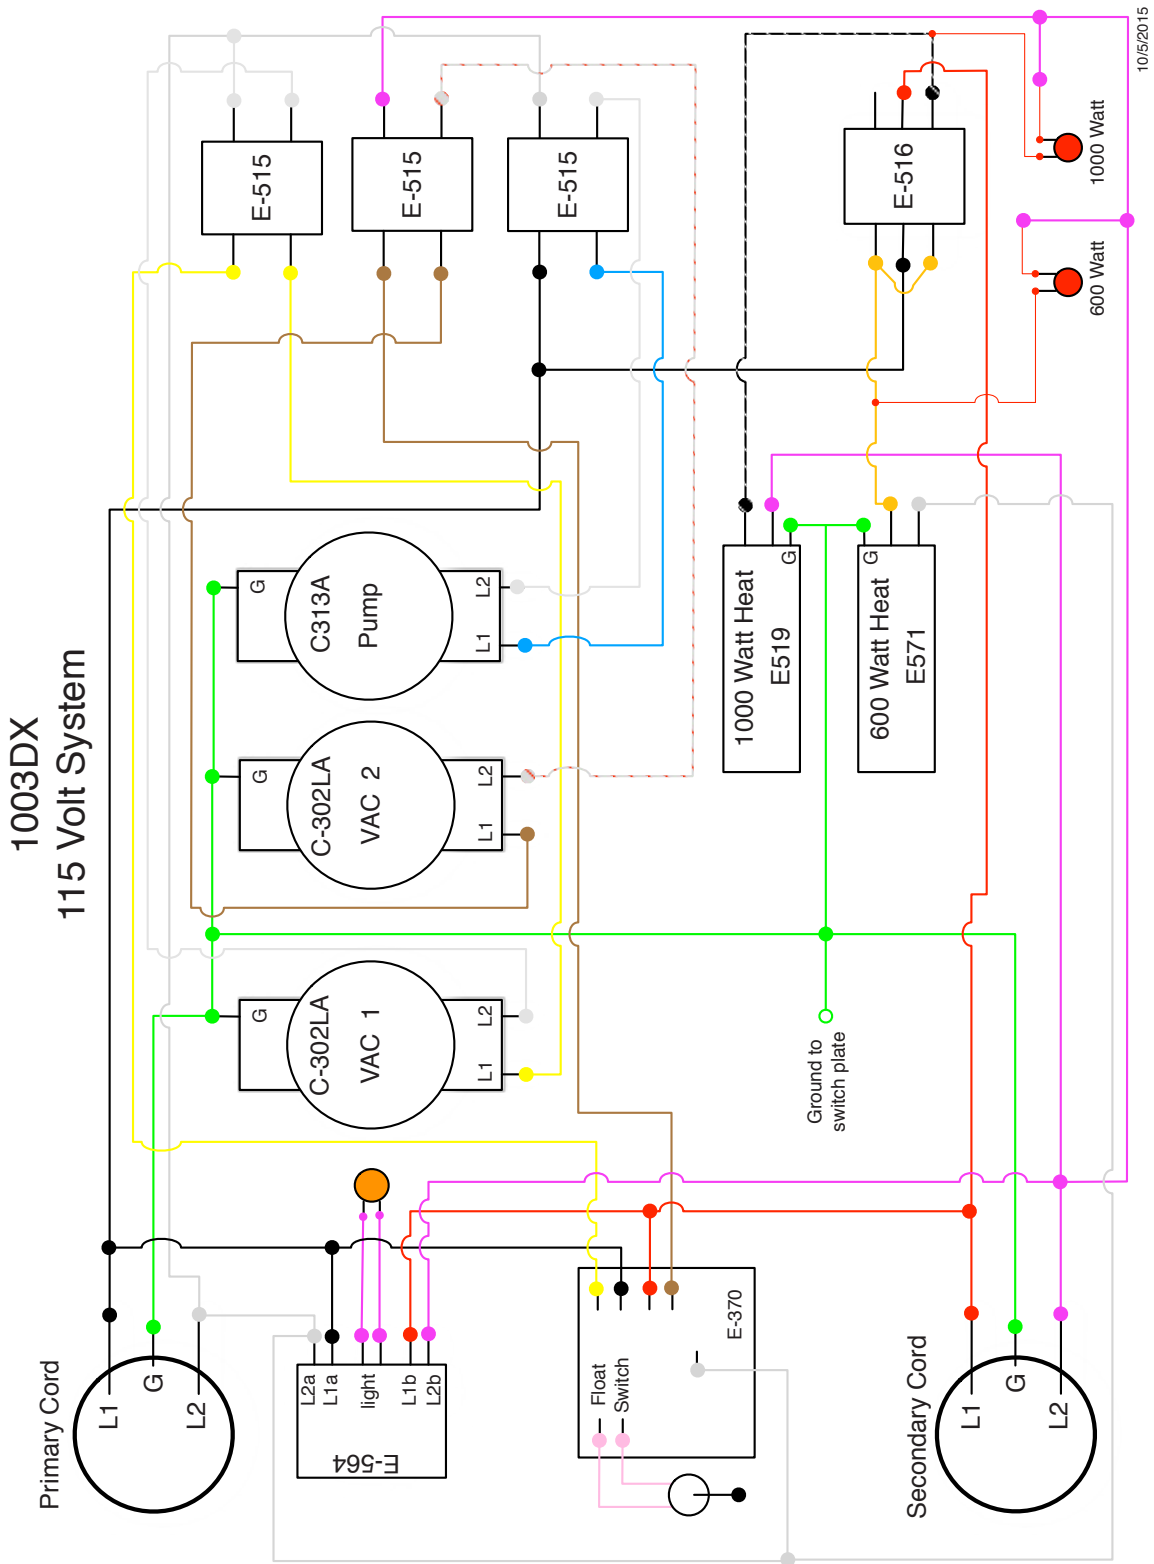 1003DX
115 Volt System
10/5/2015
E-515
E-515
E-515
E-516
1000 Watt
600 Watt
G
C313A
Pump
L2
L1
G
C-302LA
VAC 2
L2
L1
G
C-302LA
VAC 1
L2
L1
1000 Watt Heat
E519
G
600 Watt Heat
E571
G
Ground to
switch plate
Primary Cord
L1
G
L2
L2a
L1a
light
L1b
L2b
E-564
Float
Switch
E-370
Secondary Cord
L1
G
L2